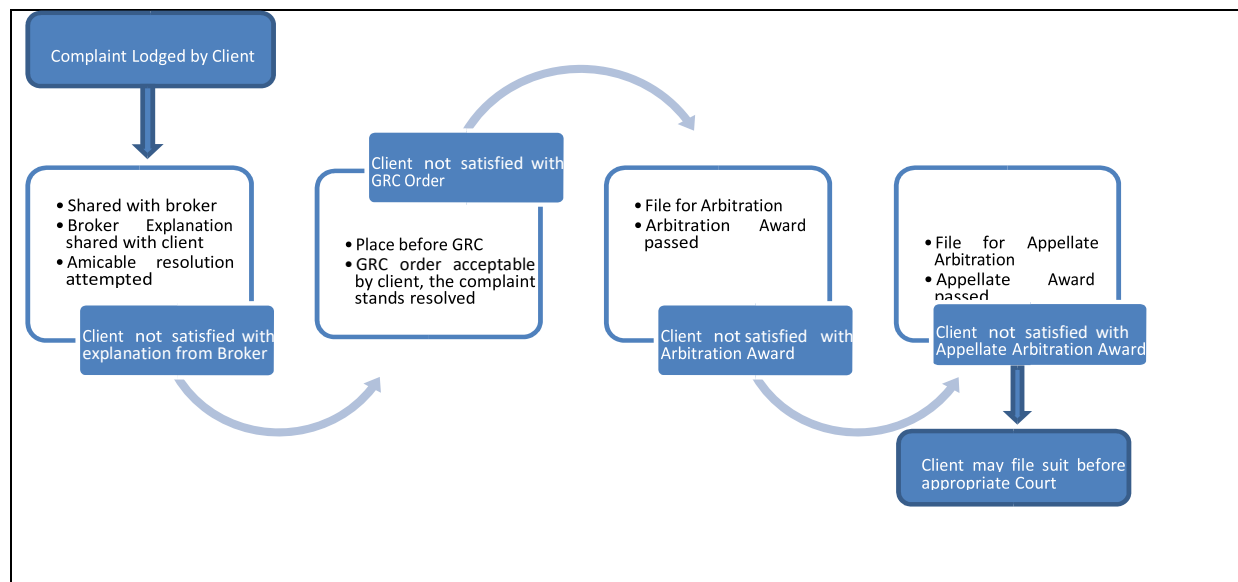 Complaint Lodged by Client
• Shared with broker
• Broker Explanation
shared with client
• Amicable resolution
attempted
Client not satisfied with
explanation from Broker
Client not satisfied with
GRC Order
• Place before GRC
• GRC order acceptable
by client, the complaint
stands resolved
• File for Arbitration
• Arbitration Award
passed
Client not satisfied with
Arbitration Award
• File for Appellate
Arbitration
• Appellate Award
passed
Client not satisfied with
Appellate Arbitration Award
Client may file suit before
appropriate Court